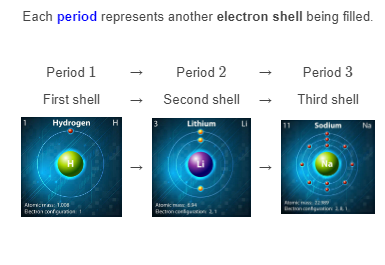 Each period represents another electron shell being filled.
Period 1 → Period 2 → Period 3
First shell → Second shell → Third shell
1 Hydrogen H 3 Lithium Li 11 Sodium Na
H → Li → Na
Atomic mass: 1.008 Atomic mass: 6.94 Atomic mass: 22.989
Electron configuration: 1 Electron configuration: 2, 1 Electron configuration: 2, 8, 1